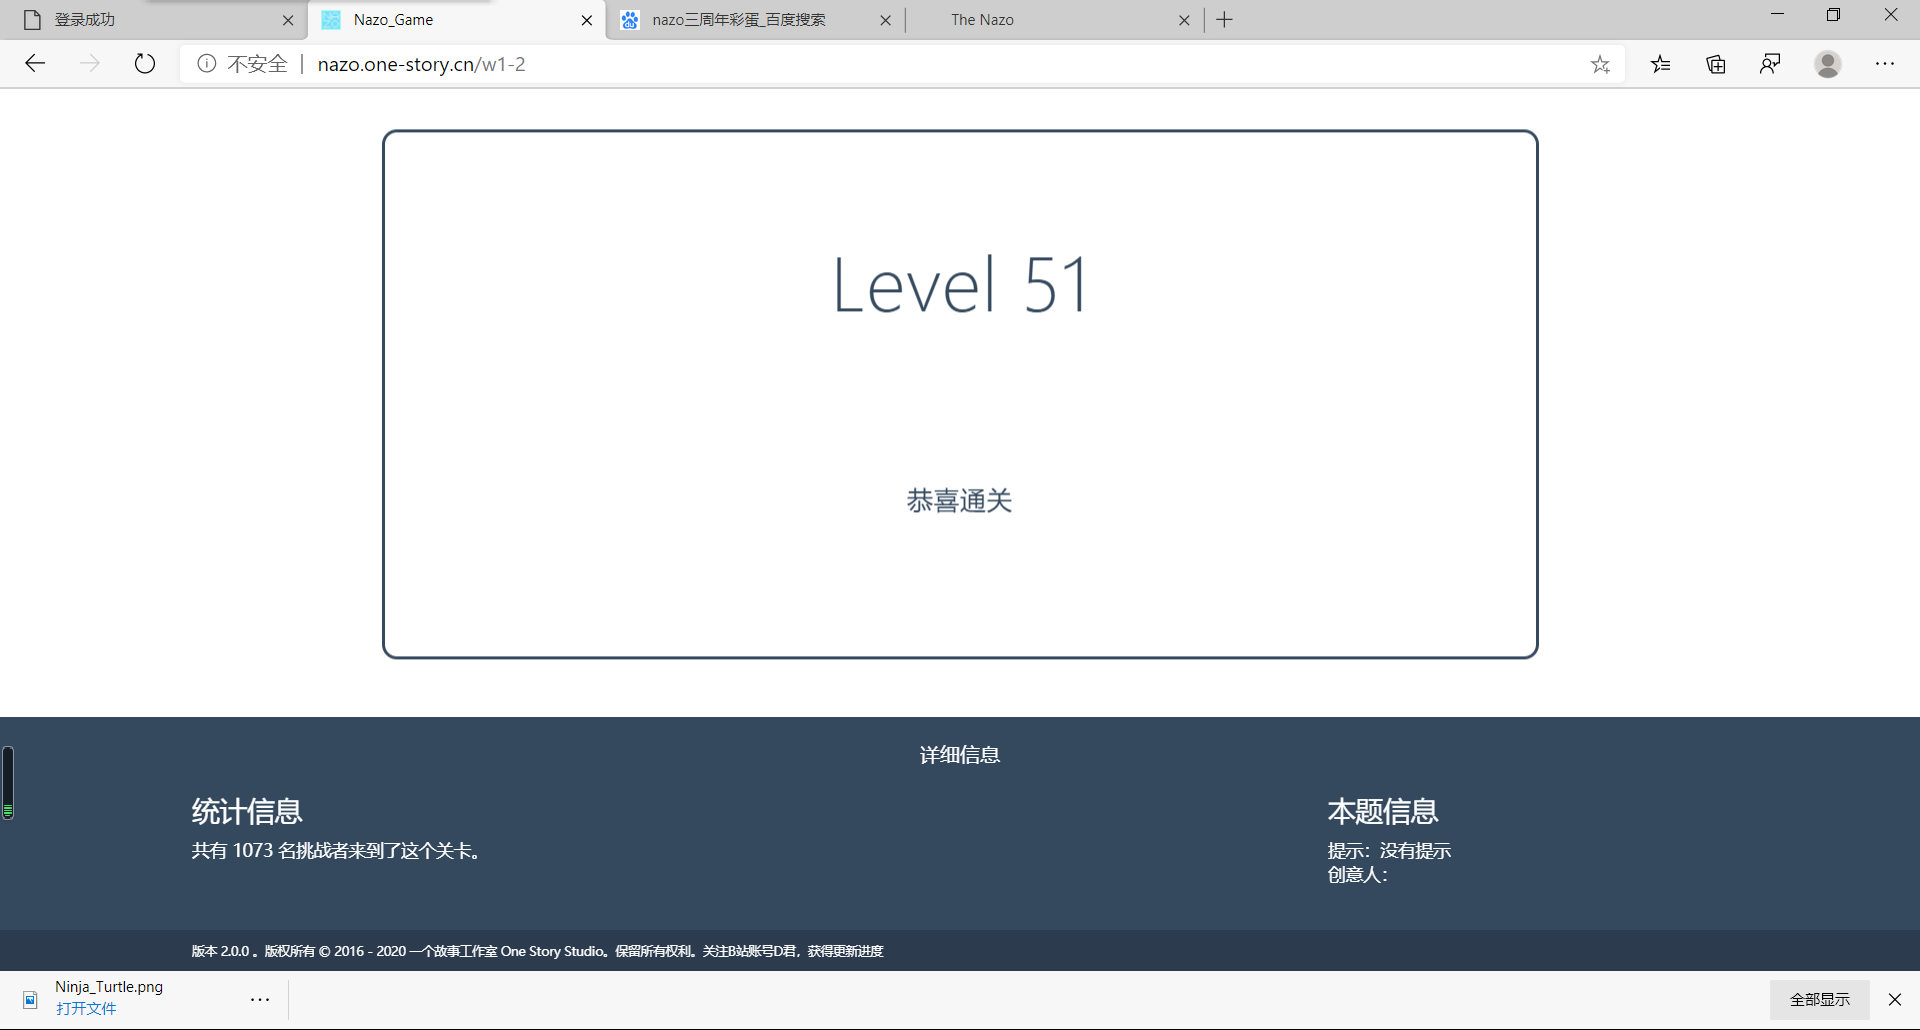 登录成功
Nazo_Game
nazo三周年彩蛋_百度搜索
The Nazo
不安全
nazo.one-story.cn/w1-2
Level 51
恭喜通关
详细信息
统计信息
共有 1073 名挑战者来到了这个关卡。
本题信息
提示：没有提示
创意人：
版本 2.0.0 。版权所有 © 2016 - 2020 一个故事工作室 One Story Studio。保留所有权利。关注B站账号D君，获得更新进度
Ninja_Turtle.png
打开文件
全部显示